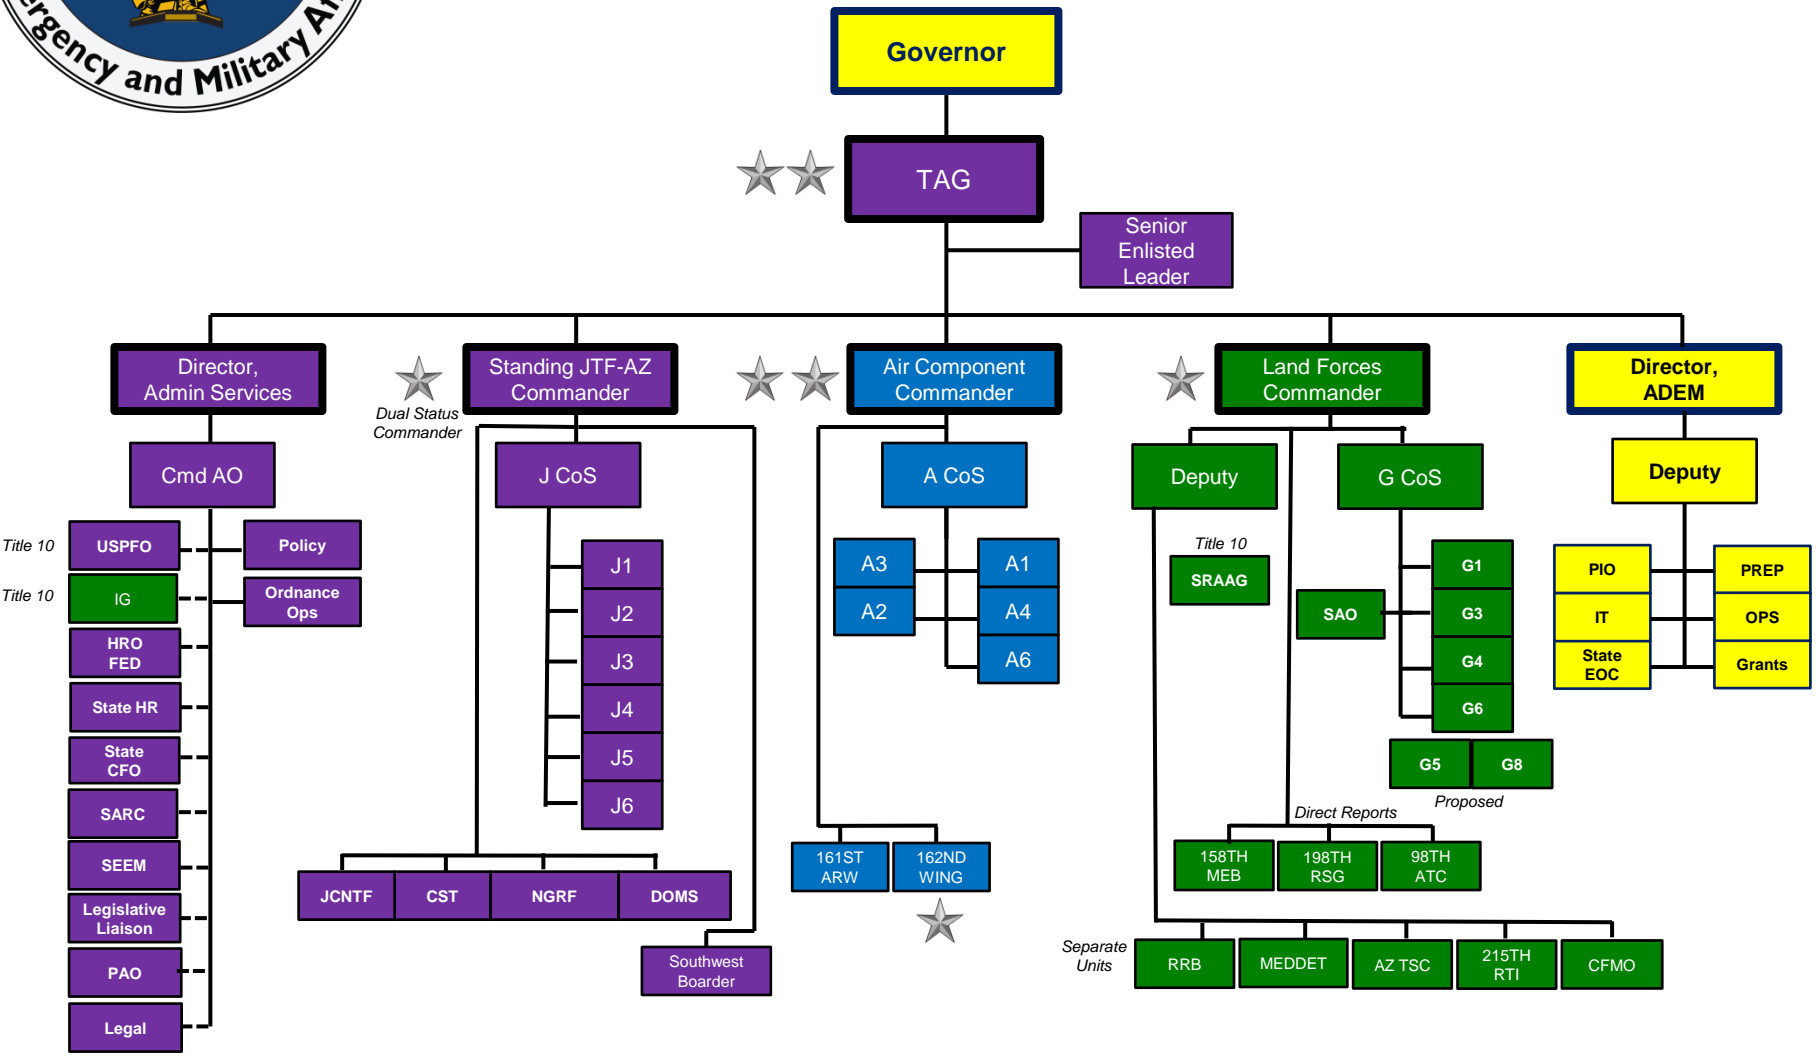 ergency and Military Af
Governor
TAG
Senior
Enlisted
Leader
Director,
Admin Services
Standing JTF-AZ
Commander
Dual Status
Commander
Air Component
Commander
Land Forces
Commander
Director,
ADEM
Cmd AO
J CoS
A CoS
Deputy
G CoS
Deputy
Title 10
USPFO
Policy
Title 10
IG
Ordnance
Ops
HRO
FED
State HR
State
CFO
SARC
SEEM
Legislative
Liaison
PAO
Legal
J1
J2
J3
J4
J5
J6
JCNTF
CST
NGRF
DOMS
Southwest
Boarder
A3
A1
A2
A4
A6
161ST
ARW
162ND
WING
Title 10
SRAAG
SAO
G1
G3
G4
G6
G5
G8
Proposed
Direct Reports
158TH
MEB
198TH
RSG
98TH
ATC
Separate
Units
RRB
MEDDET
AZ TSC
215TH
RTI
CFMO
PIO
PREP
IT
OPS
State
EOC
Grants